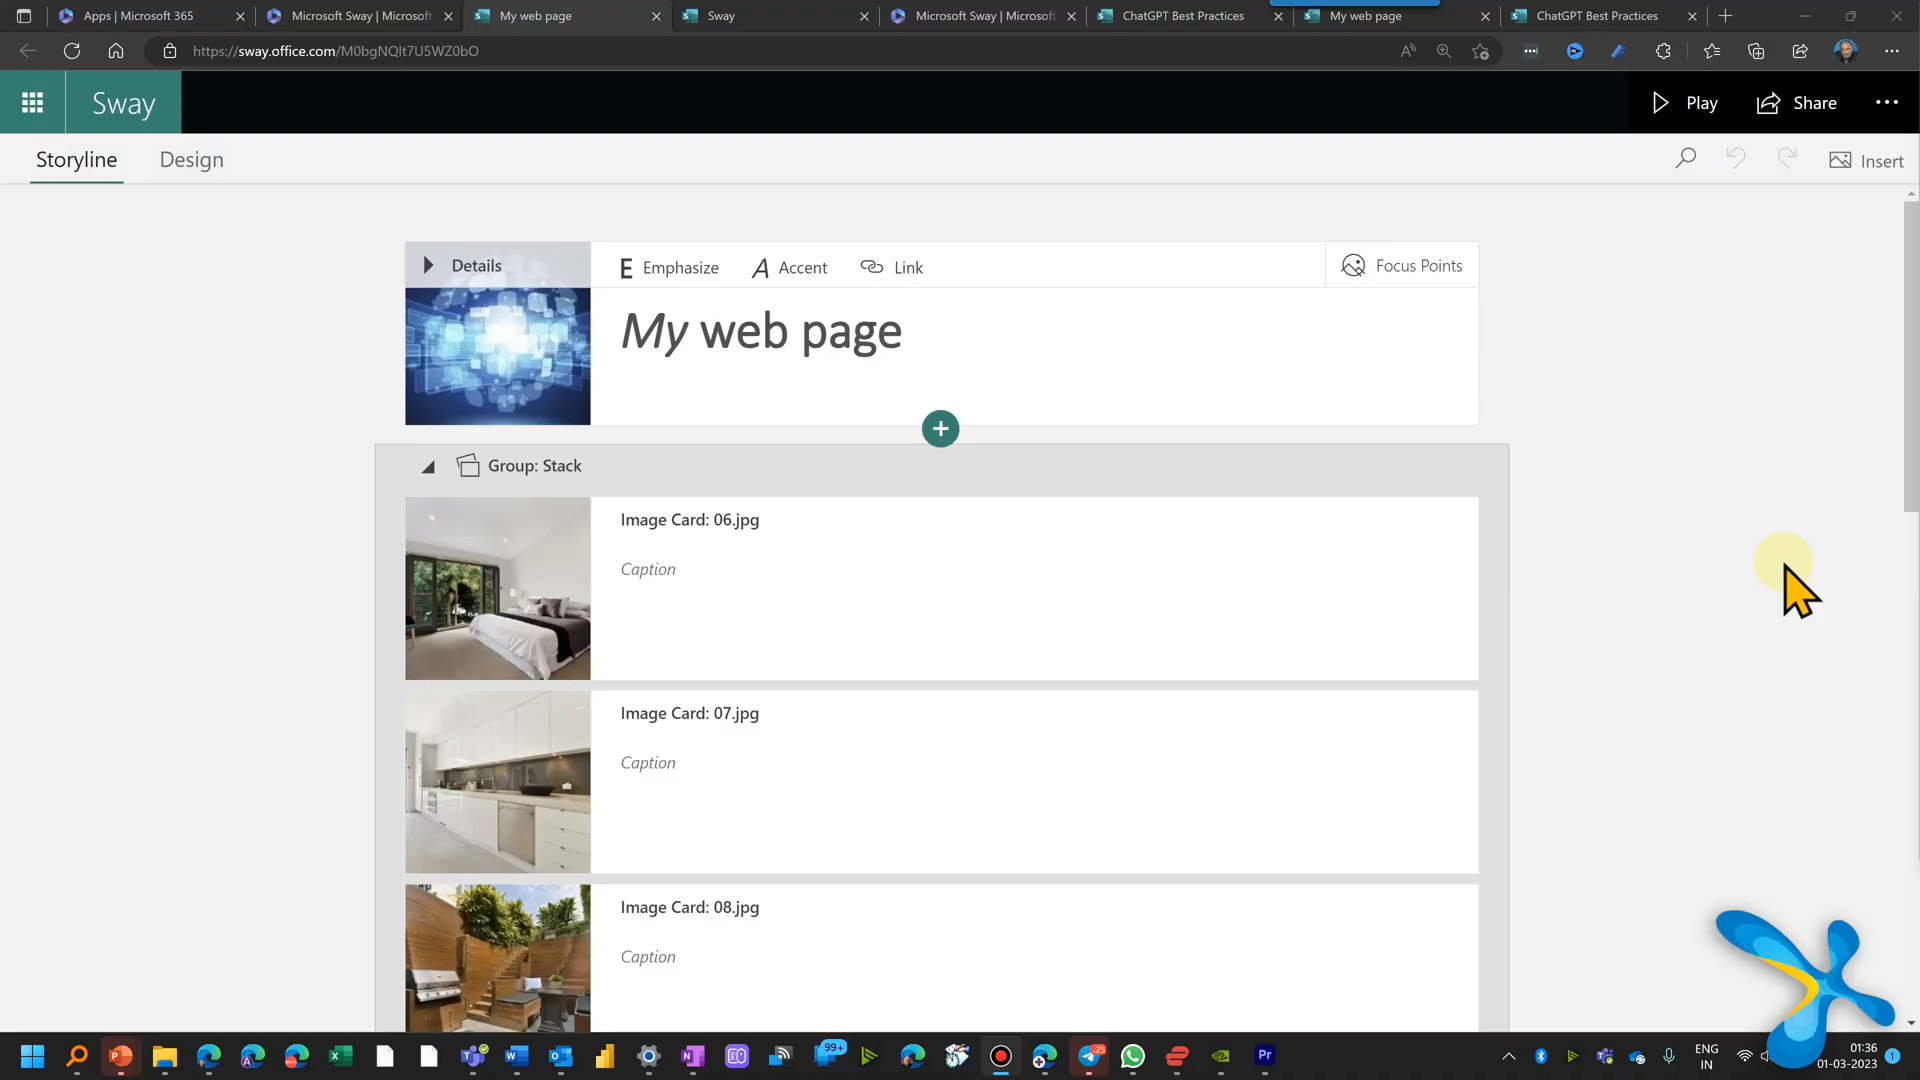 Apps | Microsoft 365
Microsoft Sway | Microsoft
My web page
Sway
Microsoft Sway | Microsoft
ChatGPT Best Practices
My web page
ChatGPT Best Practices
https://sway.office.com/M0bgNQlt7U5WZ0bO
Sway
Play
Share
Storyline
Design
Insert
Details
E Emphasize
A Accent
Link
Focus Points
My web page
Group: Stack
Image Card: 06.jpg
Caption
Image Card: 07.jpg
Caption
Image Card: 08.jpg
Caption
99+
25
Pr
ENG
IN
01:36
01-03-2023
1